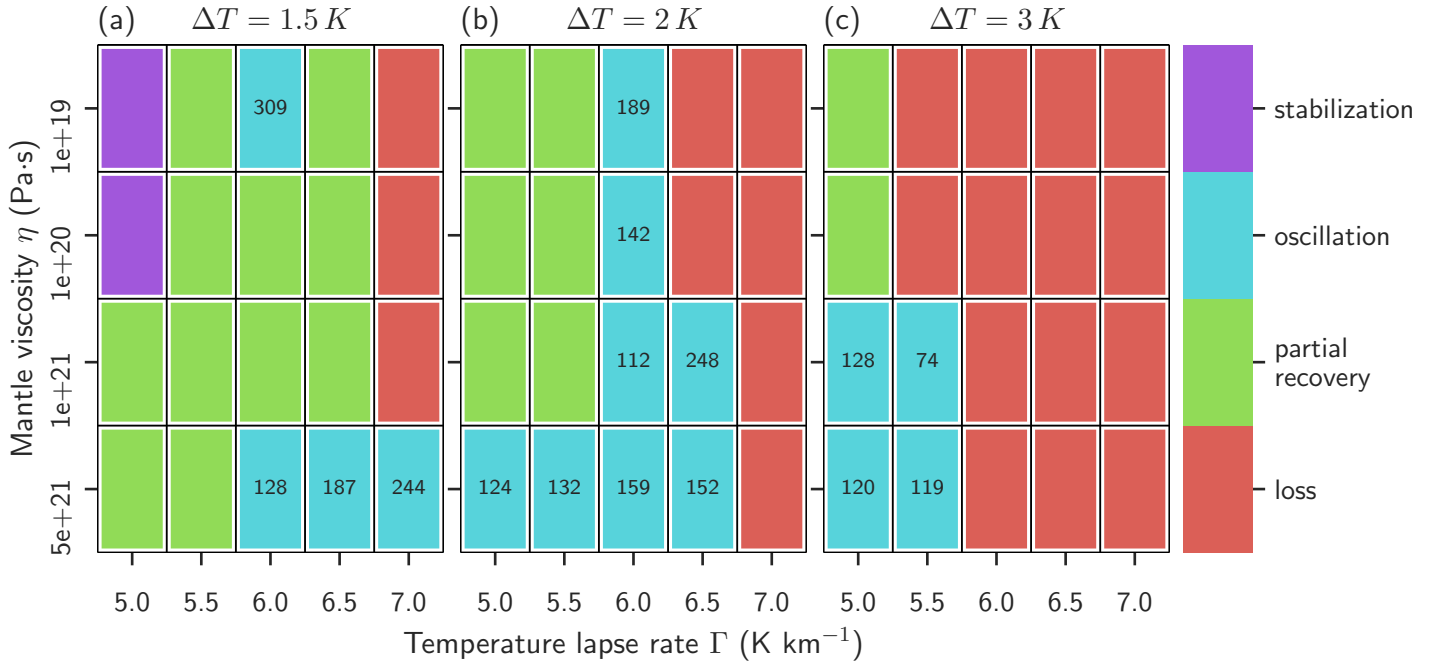 (a) ΔT = 1.5 K
(b) ΔT = 2 K
(c) ΔT = 3 K
Mantle viscosity η (Pa·s)
1e+19
309
189
stabilization
1e+20
142
oscillation
1e+21
112 248
128 74
partial
recovery
5e+21
128 187 244
124 132 159 152
120 119
loss
5.0 5.5 6.0 6.5 7.0
5.0 5.5 6.0 6.5 7.0
5.0 5.5 6.0 6.5 7.0
Temperature lapse rate Γ (K km⁻¹)